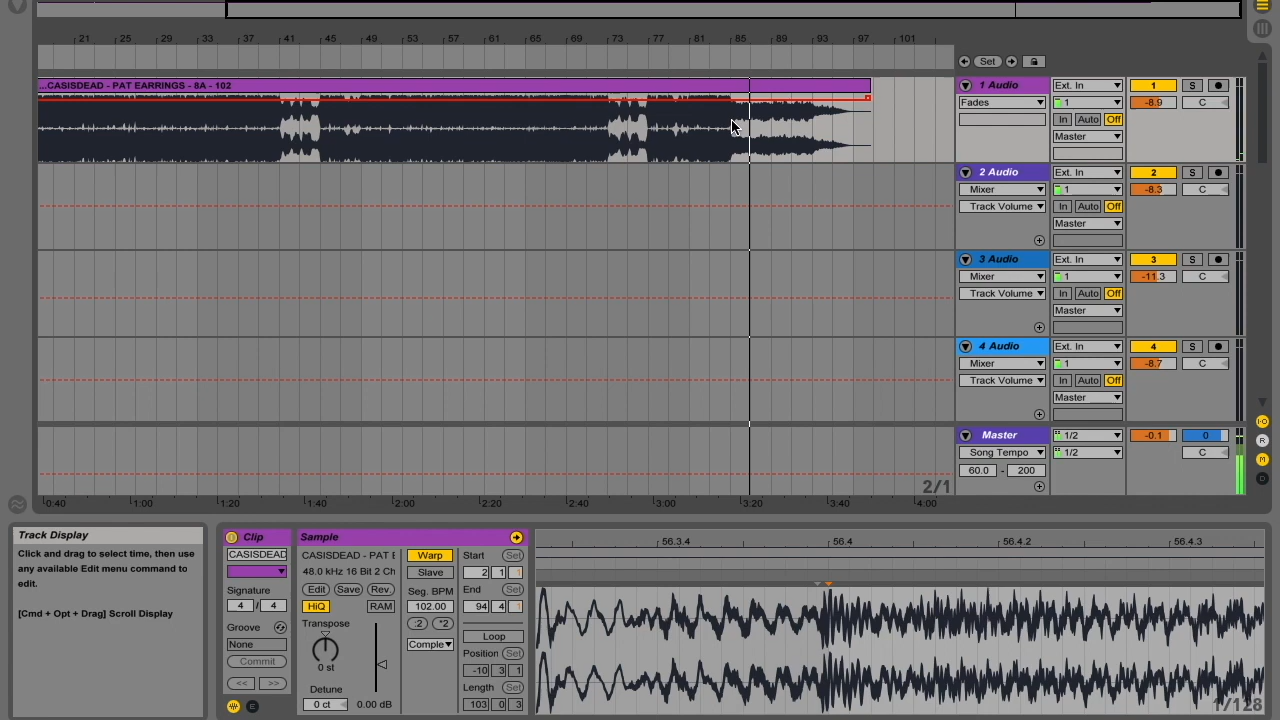 21 25 29 33 37 41 45 49 53 57 61 65 69 73 77 81 85 89 93 97 101
Set
...CASISDEAD - PAT EARRINGS - 8A - 102
1 Audio Ext. In 1 S
Fades 1 -8.9 C
In Auto Off
Master
2 Audio Ext. In 2 S
Mixer 1 -8.3 C
Track Volume In Auto Off
Master
3 Audio Ext. In 3 S
Mixer 1 -11.3 C
Track Volume In Auto Off
Master
4 Audio Ext. In 4 S
Mixer 1 -8.7 C
Track Volume In Auto Off
Master
Master 1/2 -0.1 0
Song Tempo 1/2 C
60.0 - 200
2/1
0:40 1:00 1:20 1:40 2:00 2:20 2:40 3:00 3:20 3:40 4:00
I·O
R
M
D
Track Display
Click and drag to select time, then use
any available Edit menu command to
edit.
[Cmd + Opt + Drag] Scroll Display
Clip
CASISDEAD
Signature
4 / 4
Groove
None
Commit
<< >>
E
Sample
CASISDEAD - PAT E
48.0 kHz 16 Bit 2 Ch
Edit Save Rev.
HiQ RAM
Transpose
0 st
Detune
0 ct 0.00 dB
Warp
Slave
Seg. BPM
102.00
:2 *2
Comple
Start Set
2 1 1
End Set
94 4 1
Loop
Position Set
-10 3 1
Length Set
103 0 3
56.3.4 56.4 56.4.2 56.4.3
1/128